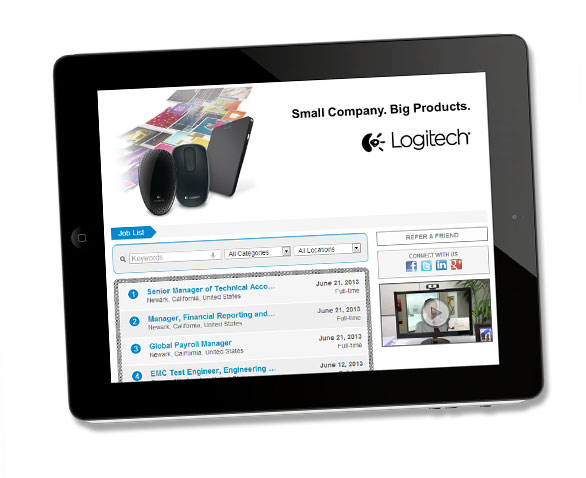 Small Company. Big Products.
Logitech
Job List
Keywords
All Categories
All Locations
REFER A FRIEND
CONNECT WITH US
1 Senior Manager of Technical Acco... June 21, 2013
Newark, California, United States Full-time
2 Manager, Financial Reporting and... June 21, 2013
Newark, California, United States Full-time
3 Global Payroll Manager June 21, 2013
Newark, California, United States Full-time
4 EMC Test Engineer, Engineering ... June 12, 2013